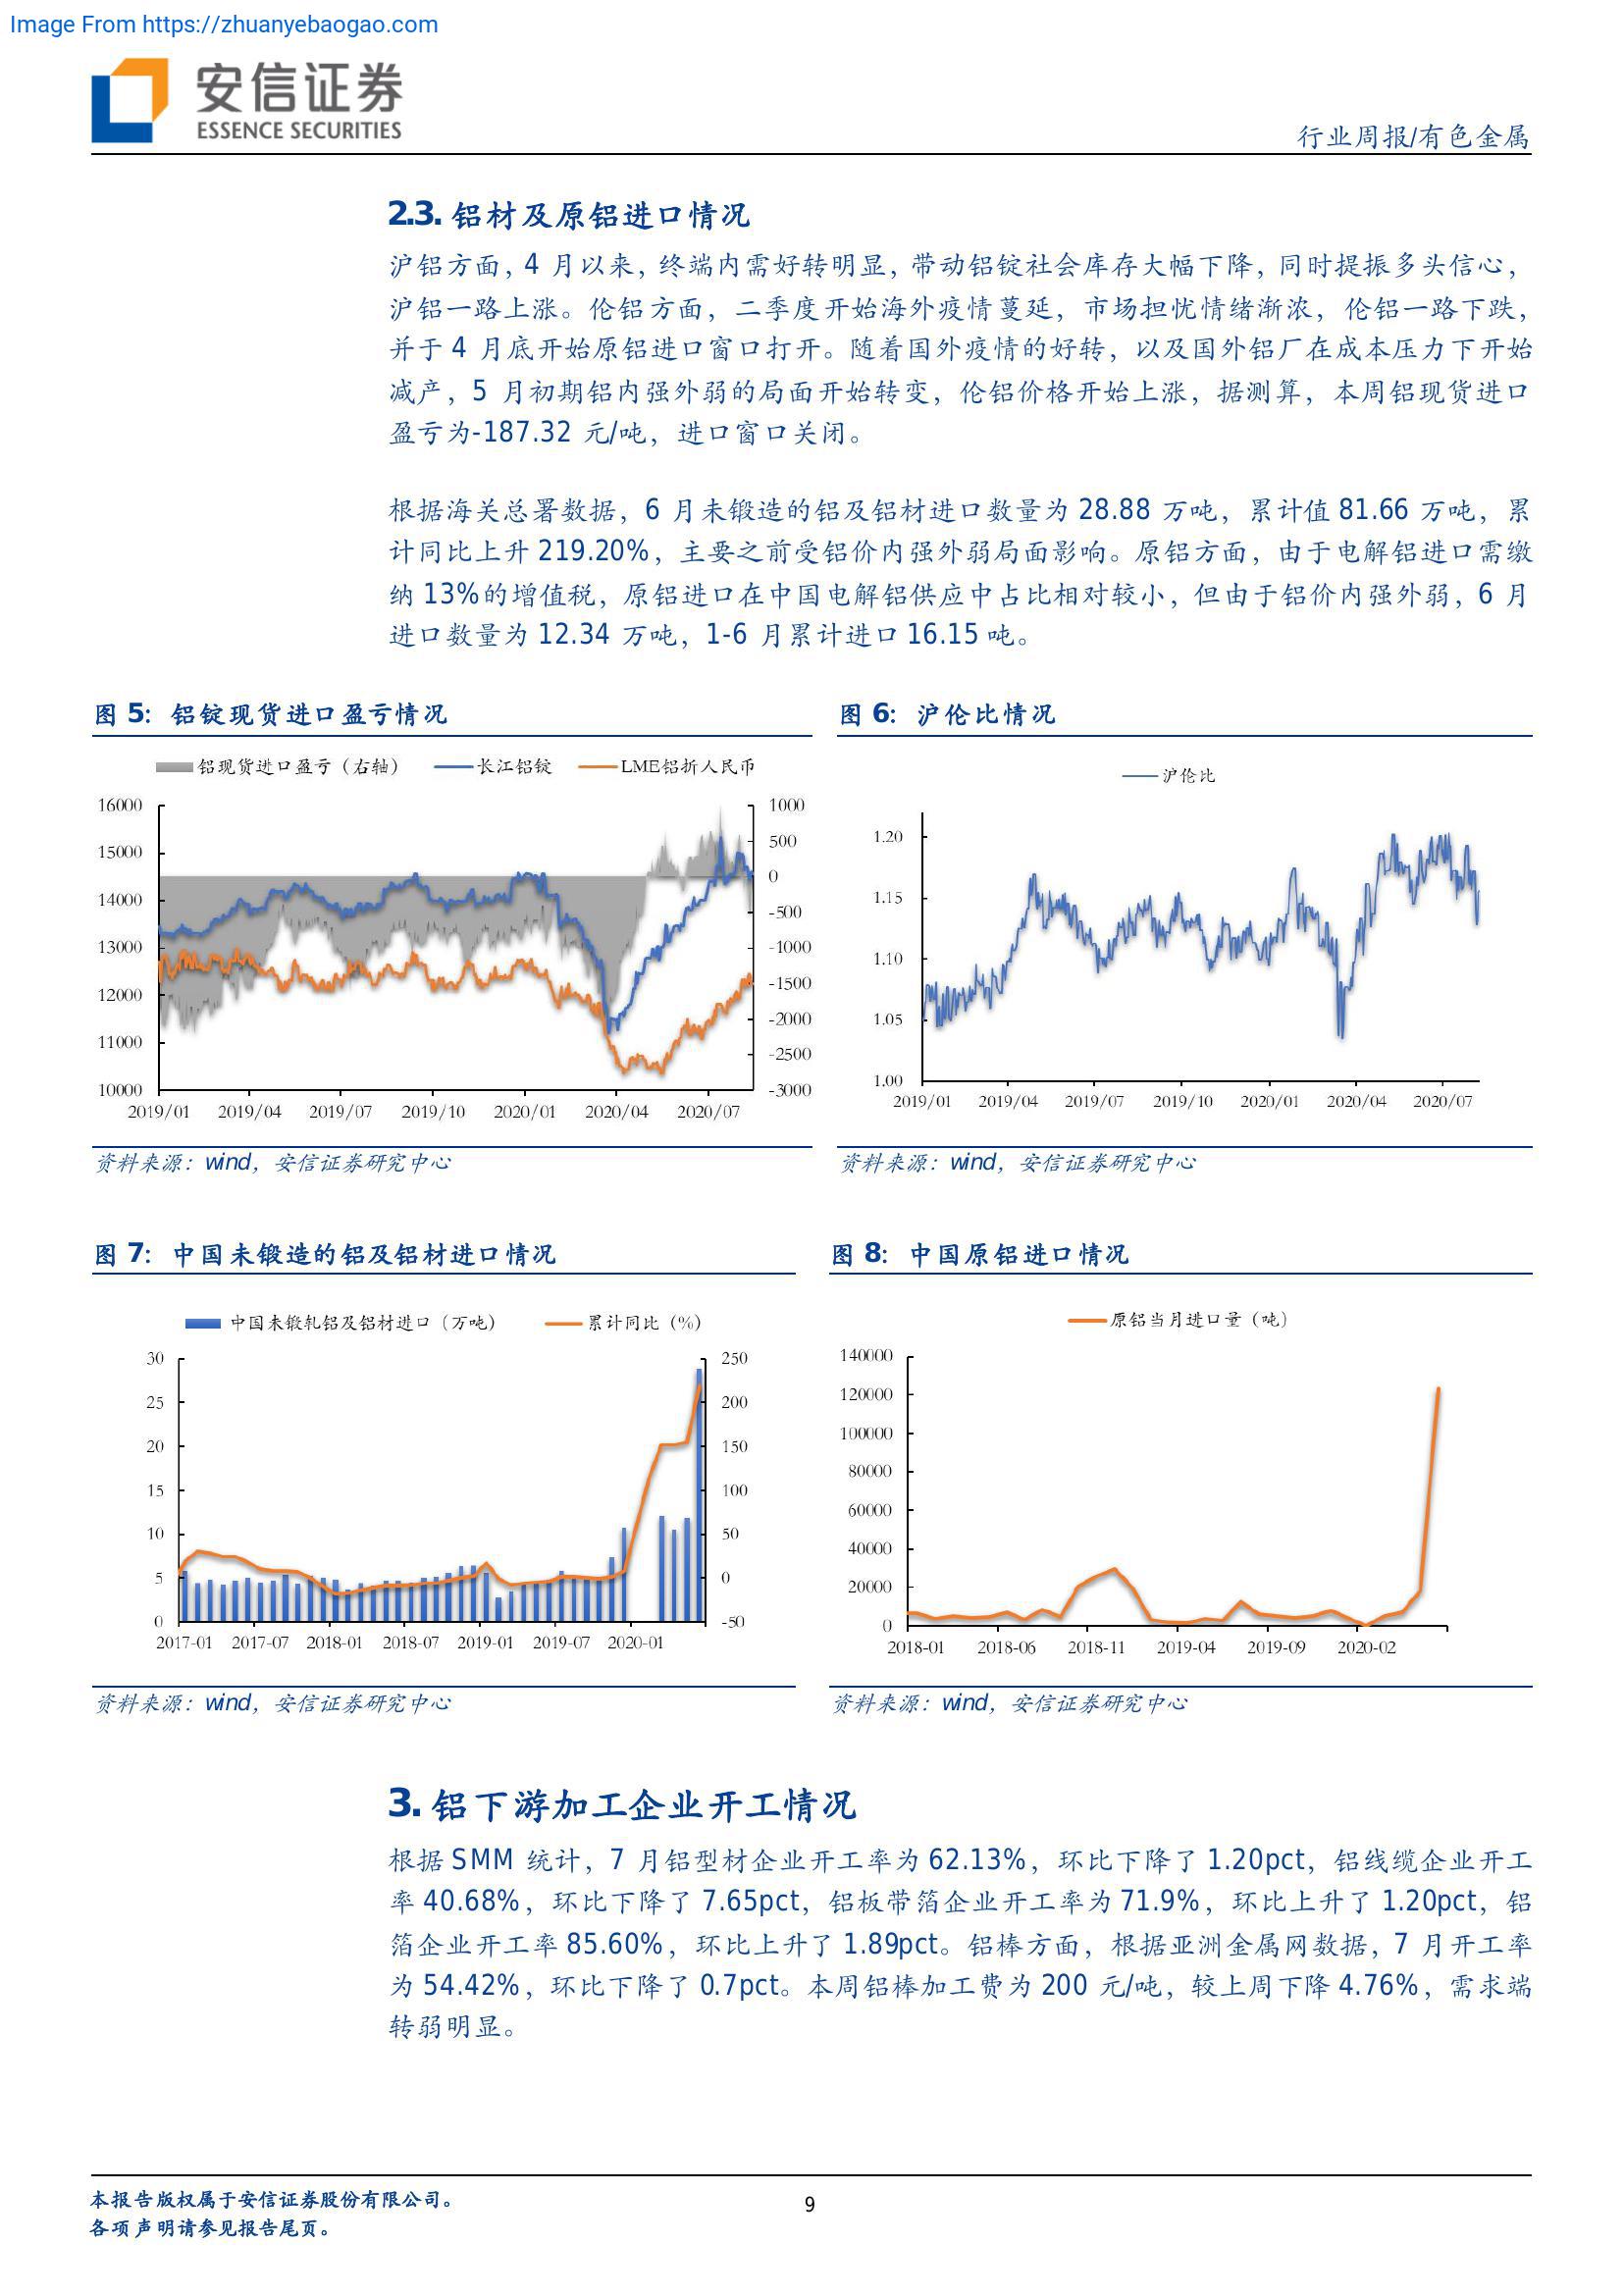 Image From https://zhuanyebaogao.com
安信证券
ESSENCE SECURITIES
行业周报/有色金属
2.3. 铝材及原铝进口情况
沪铝方面，4 月以来，终端内需好转明显，带动铝锭社会库存大幅下降，同时提振多头信心，
沪铝一路上涨。伦铝方面，二季度开始海外疫情蔓延，市场担忧情绪渐浓，伦铝一路下跌，
并于 4 月底开始原铝进口窗口打开。随着国外疫情的好转，以及国外铝厂在成本压力下开始
减产，5 月初期铝内强外弱的局面开始转变，伦铝价格开始上涨，据测算，本周铝现货进口
盈亏为-187.32 元/吨，进口窗口关闭。
根据海关总署数据，6 月未锻造的铝及铝材进口数量为 28.88 万吨，累计值 81.66 万吨，累
计同比上升 219.20%，主要之前受铝价内强外弱局面影响。原铝方面，由于电解铝进口需缴
纳 13%的增值税，原铝进口在中国电解铝供应中占比相对较小，但由于铝价内强外弱，6 月
进口数量为 12.34 万吨，1-6 月累计进口 16.15 吨。
图 5：铝锭现货进口盈亏情况
铝现货进口盈亏（右轴） 长江铝锭 LME铝折人民币
16000 1000
15000 500
14000 0
13000 -500
12000 -1000
11000 -1500
10000 -2000
-2500
-3000
2019/01 2019/04 2019/07 2019/10 2020/01 2020/04 2020/07
资料来源：wind，安信证券研究中心
图 6：沪伦比情况
沪伦比
1.20
1.15
1.10
1.05
1.00
2019/01 2019/04 2019/07 2019/10 2020/01 2020/04 2020/07
资料来源：wind，安信证券研究中心
图 7：中国未锻造的铝及铝材进口情况
中国未锻轧铝及铝材进口（万吨） 累计同比（%）
30 250
25 200
20 150
15 100
10 50
5 0
0 -50
2017-01 2017-07 2018-01 2018-07 2019-01 2019-07 2020-01
资料来源：wind，安信证券研究中心
图 8：中国原铝进口情况
原铝当月进口量（吨）
140000
120000
100000
80000
60000
40000
20000
0
2018-01 2018-06 2018-11 2019-04 2019-09 2020-02
资料来源：wind，安信证券研究中心
3. 铝下游加工企业开工情况
根据 SMM 统计，7 月铝型材企业开工率为 62.13%，环比下降了 1.20pct，铝线缆企业开工
率 40.68%，环比下降了 7.65pct，铝板带箔企业开工率为 71.9%，环比上升了 1.20pct，铝
箔企业开工率 85.60%，环比上升了 1.89pct。铝棒方面，根据亚洲金属网数据，7 月开工率
为 54.42%，环比下降了 0.7pct。本周铝棒加工费为 200 元/吨，较上周下降 4.76%，需求端
转弱明显。
本报告版权属于安信证券股份有限公司。
各项声明请参见报告尾页。
9